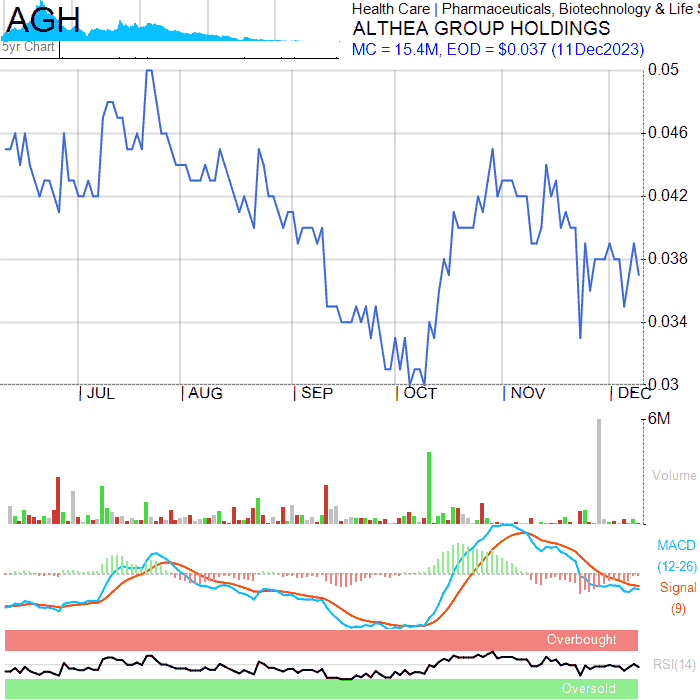 AGH
5yr Chart
Health Care | Pharmaceuticals, Biotechnology & Life S
ALTHEA GROUP HOLDINGS
MC = 15.4M, EOD = $0.037 (11Dec2023)
0.05
0.046
0.042
0.038
0.034
0.03
| JUL | AUG | SEP | OCT | NOV | DEC
6M
Volume
MACD
(12-26)
Signal
(9)
Overbought
RSI(14)
Oversold